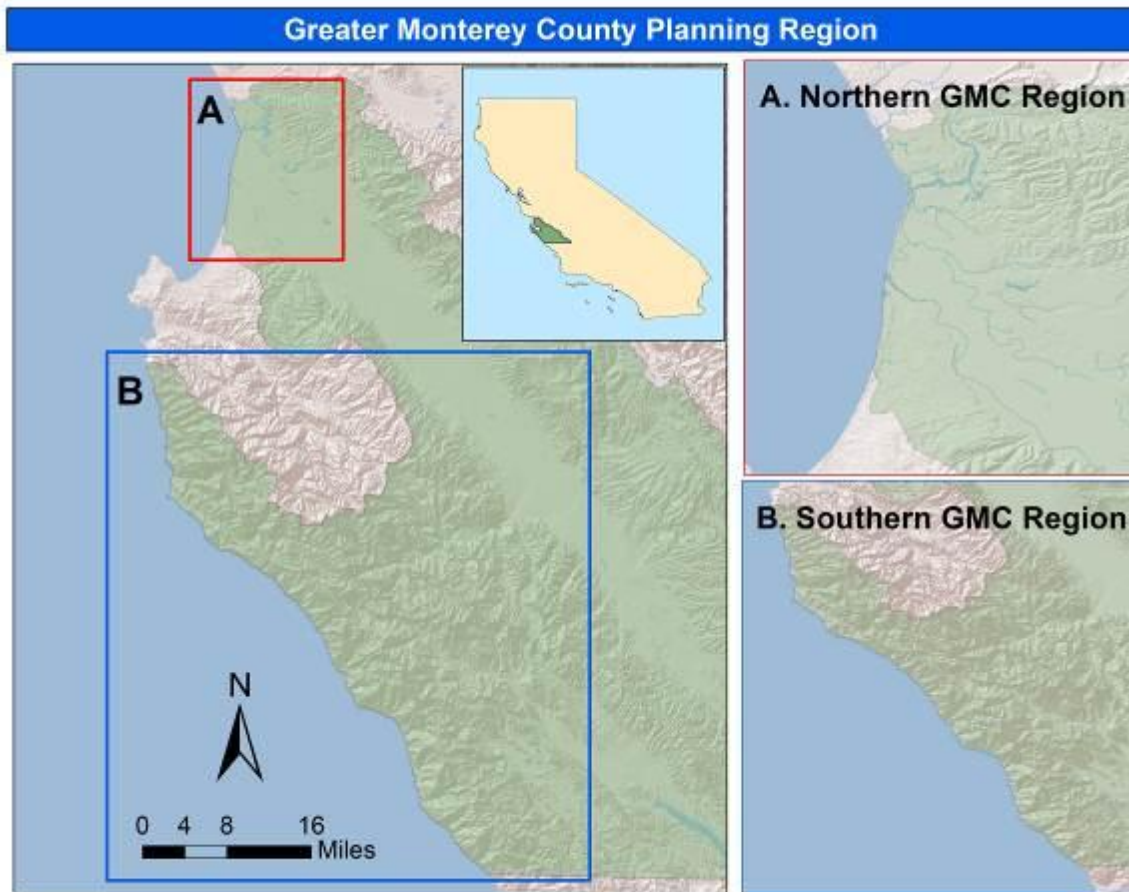 Greater Monterey County Planning Region
A
A. Northern GMC Region
B
B. Southern GMC Region
N
0 4 8 16
Miles